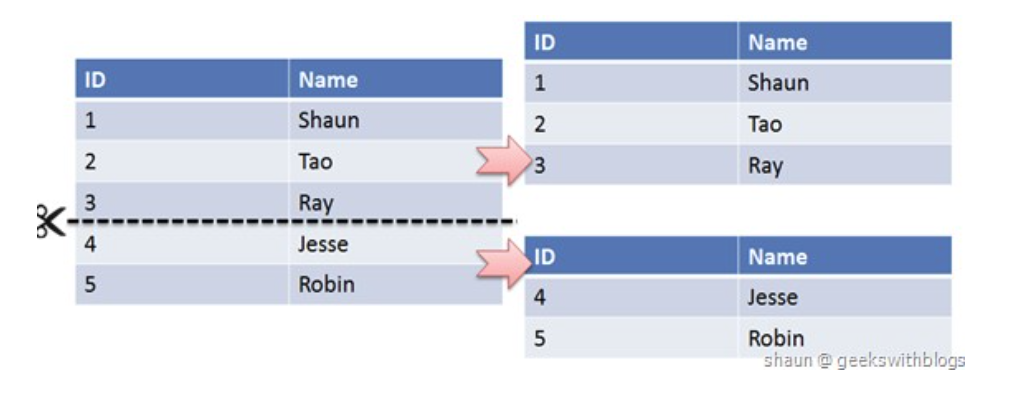 ID Name
1 Shaun
2 Tao
3 Ray
4 Jesse
5 Robin
ID Name
1 Shaun
2 Tao
3 Ray
ID Name
4 Jesse
5 Robin
shaun @ geekswithblogs